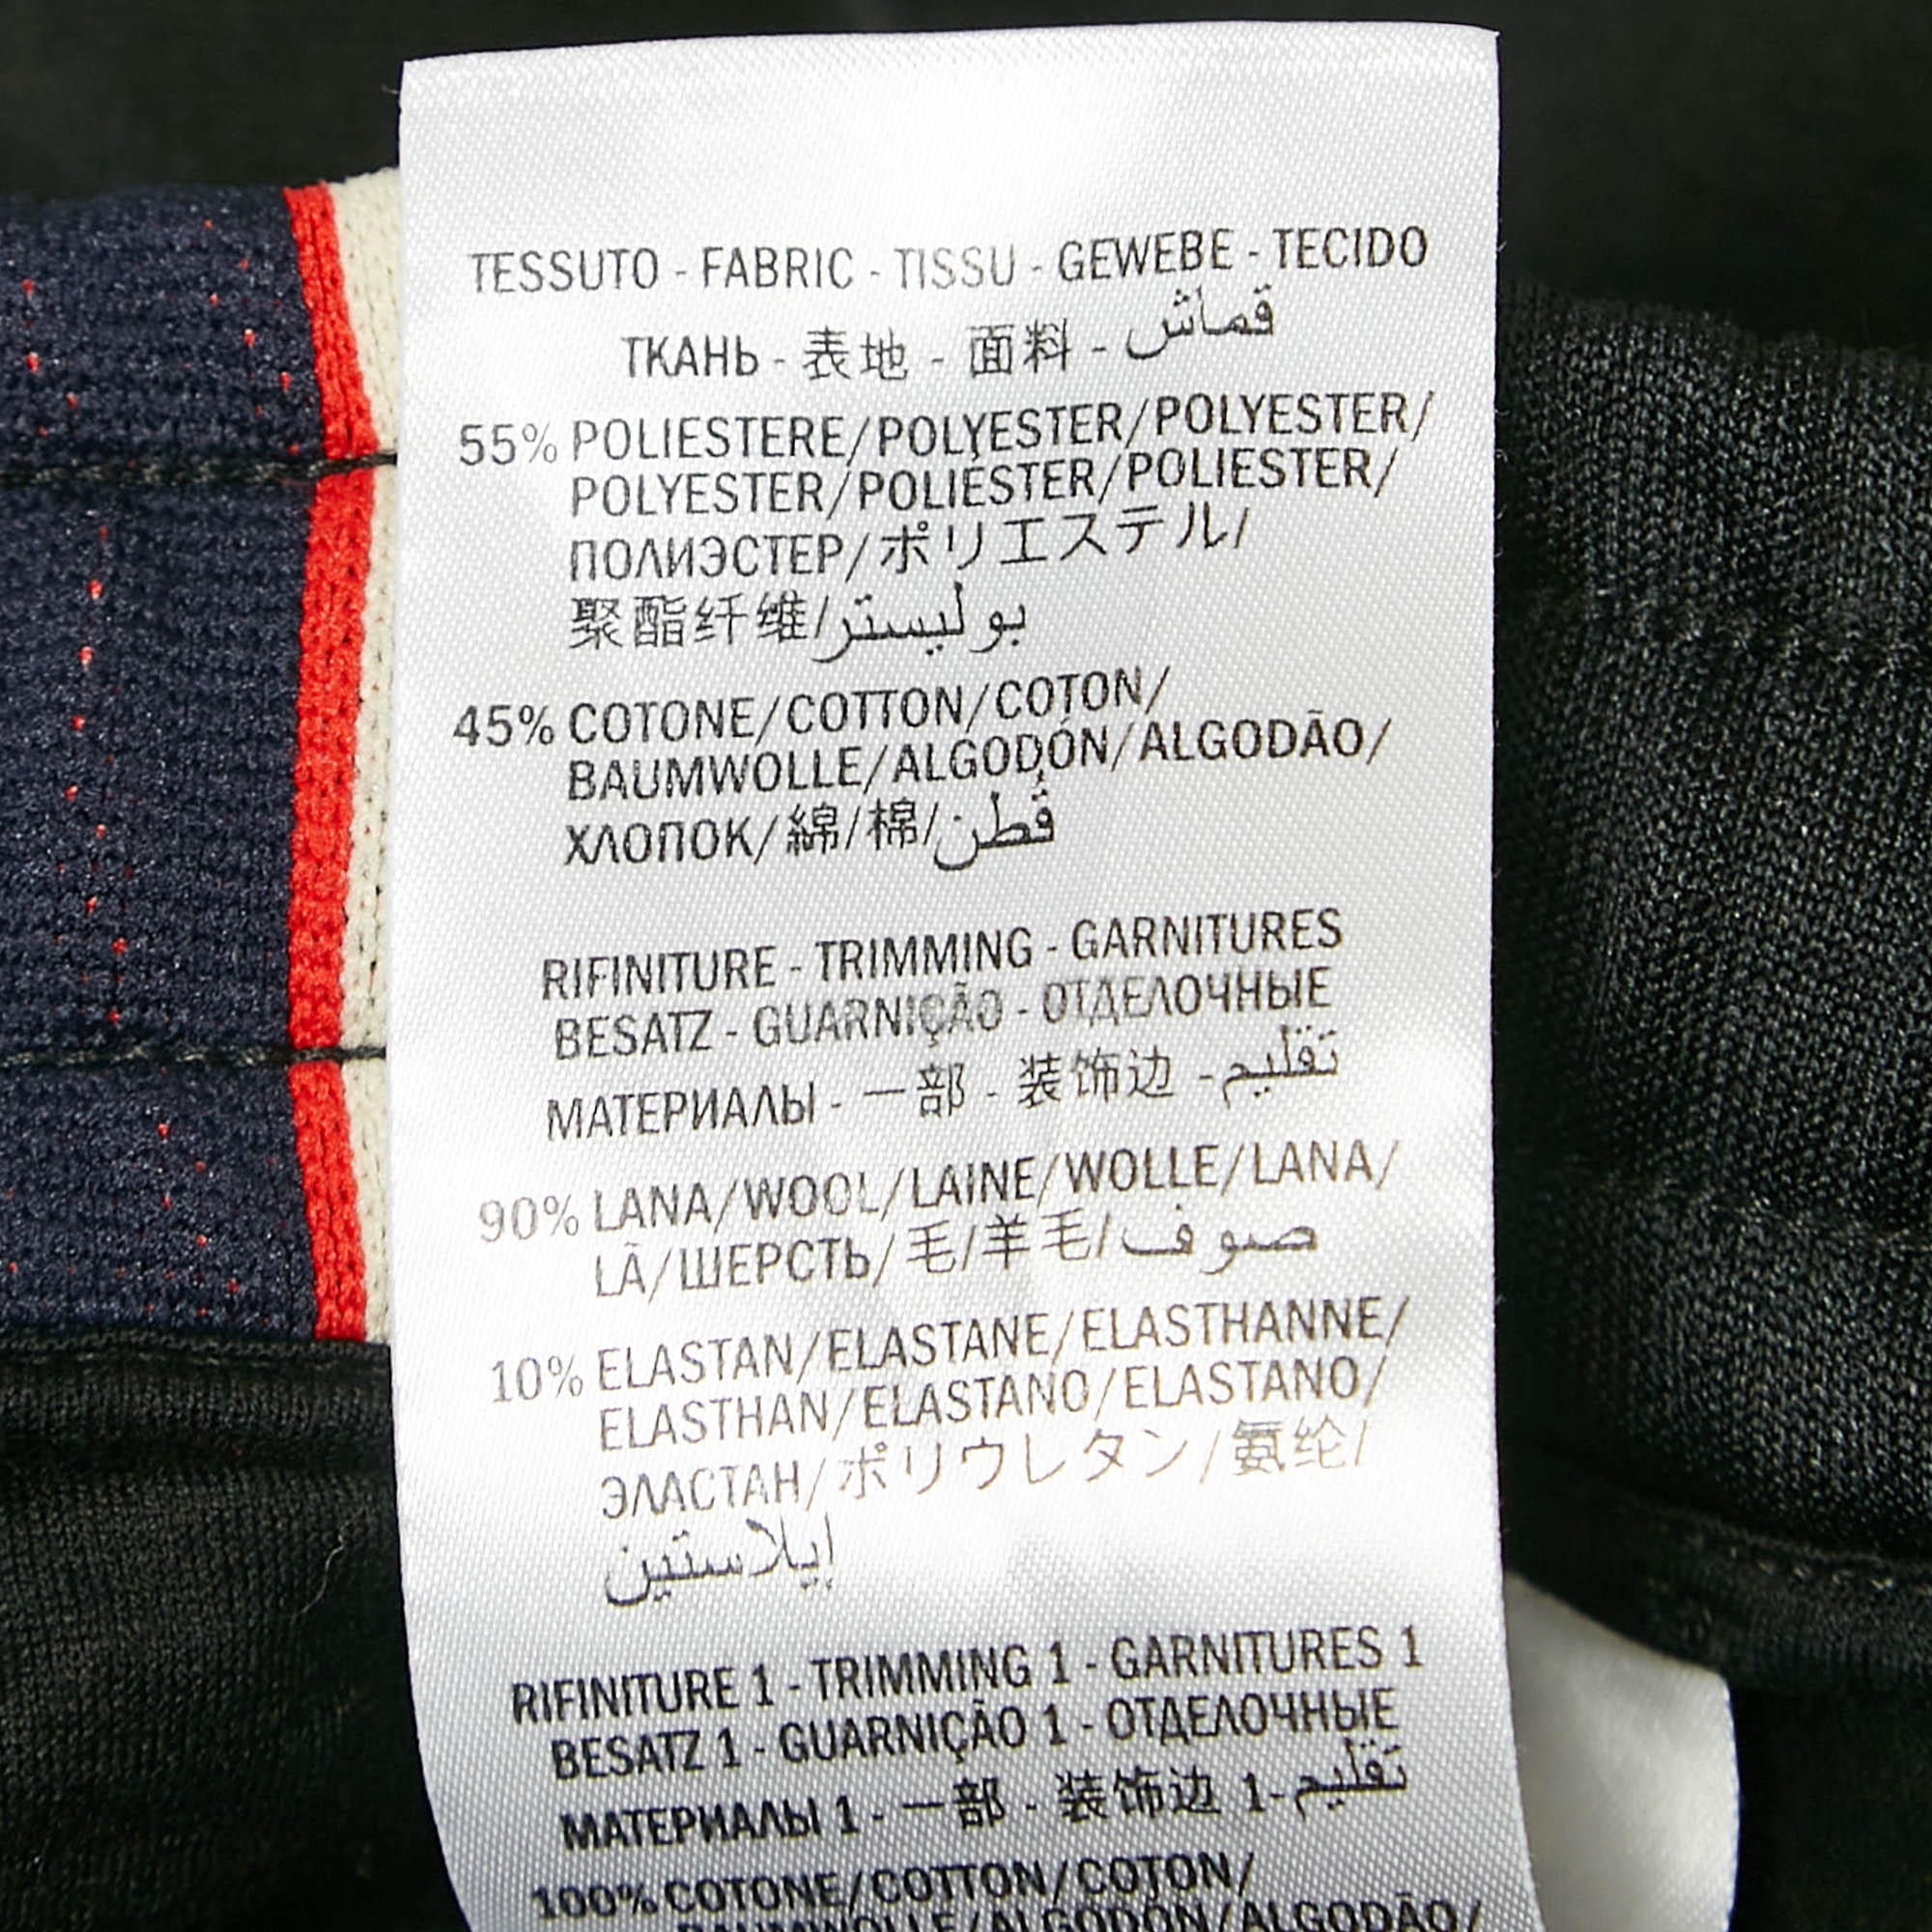 TESSUTO - FABRIC - TISSU - GEWEBE - TECIDO
ТКАНЬ - 表地 - 面料 - قماش
55% POLIESTERE/POLYESTER/POLYESTER/
POLYESTER/POLIÉSTER/POLIESTER/
ПОЛИЭСТЕР/ポリエステル/
聚酯纤维/بوليستر
45% COTONE/COTTON/COTON/
BAUMWOLLE/ALGODÓN/ALGODÃO/
ХЛОПОК/綿/棉/قطن
RIFINITURE - TRIMMING - GARNITURES
BESATZ - GUARNIÇÃO - ОТДЕЛОЧНЫЕ
МАТЕРИАЛЫ - 一部 - 装饰边 - تقليم
90% LANA/WOOL/LAINE/WOLLE/LANA/
LÃ/ШЕРСТЬ/毛/羊毛/صوف
10% ELASTAN/ELASTANE/ELASTHANNE/
ELASTHAN/ELASTANO/ELASTANO/
ЭЛАСТАН/ポリウレタン/氨纶/
إيلاستين
RIFINITURE 1 - TRIMMING 1 - GARNITURES 1
BESATZ 1 - GUARNIÇÃO 1 - ОТДЕЛОЧНЫЕ
МАТЕРИАЛЫ 1 - 一部 - 装饰边 1 - تقليم
100% COTONE/COTTON/COTON/
BAUMWOLLE/ALGODÓN/ALGODÃO/